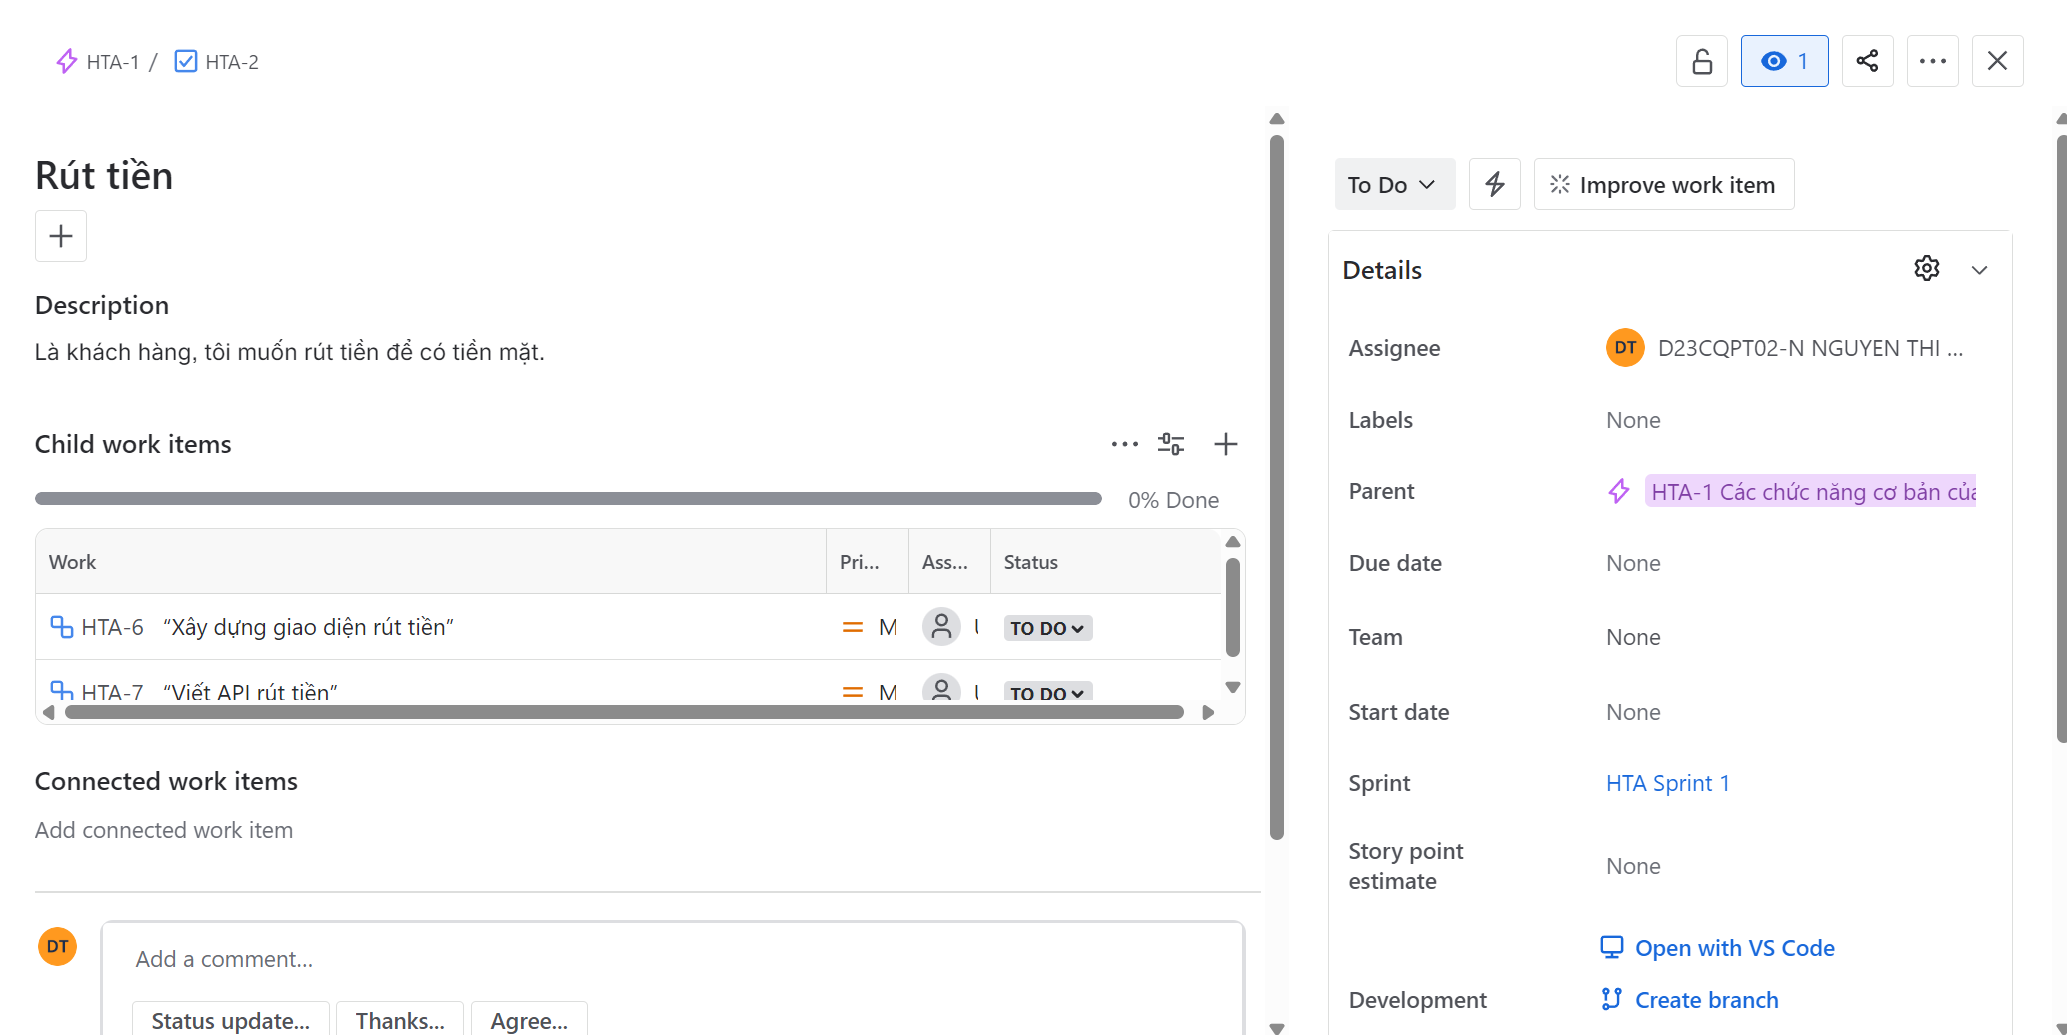 HTA-1 / HTA-2
1
Rút tiền
Description
Là khách hàng, tôi muốn rút tiền để có tiền mặt.
Child work items
0% Done
Work Pri... Ass... Status
HTA-6 “Xây dựng giao diện rút tiền” M TO DO
HTA-7 “Viết API rút tiền” M TO DO
Connected work items
Add connected work item
DT
Add a comment...
Status update... Thanks... Agree...
To Do Improve work item
Details
Assignee DT D23CQPT02-N NGUYEN THI ...
Labels None
Parent HTA-1 Các chức năng cơ bản của
Due date None
Team None
Start date None
Sprint HTA Sprint 1
Story point
estimate None
Open with VS Code
Development Create branch